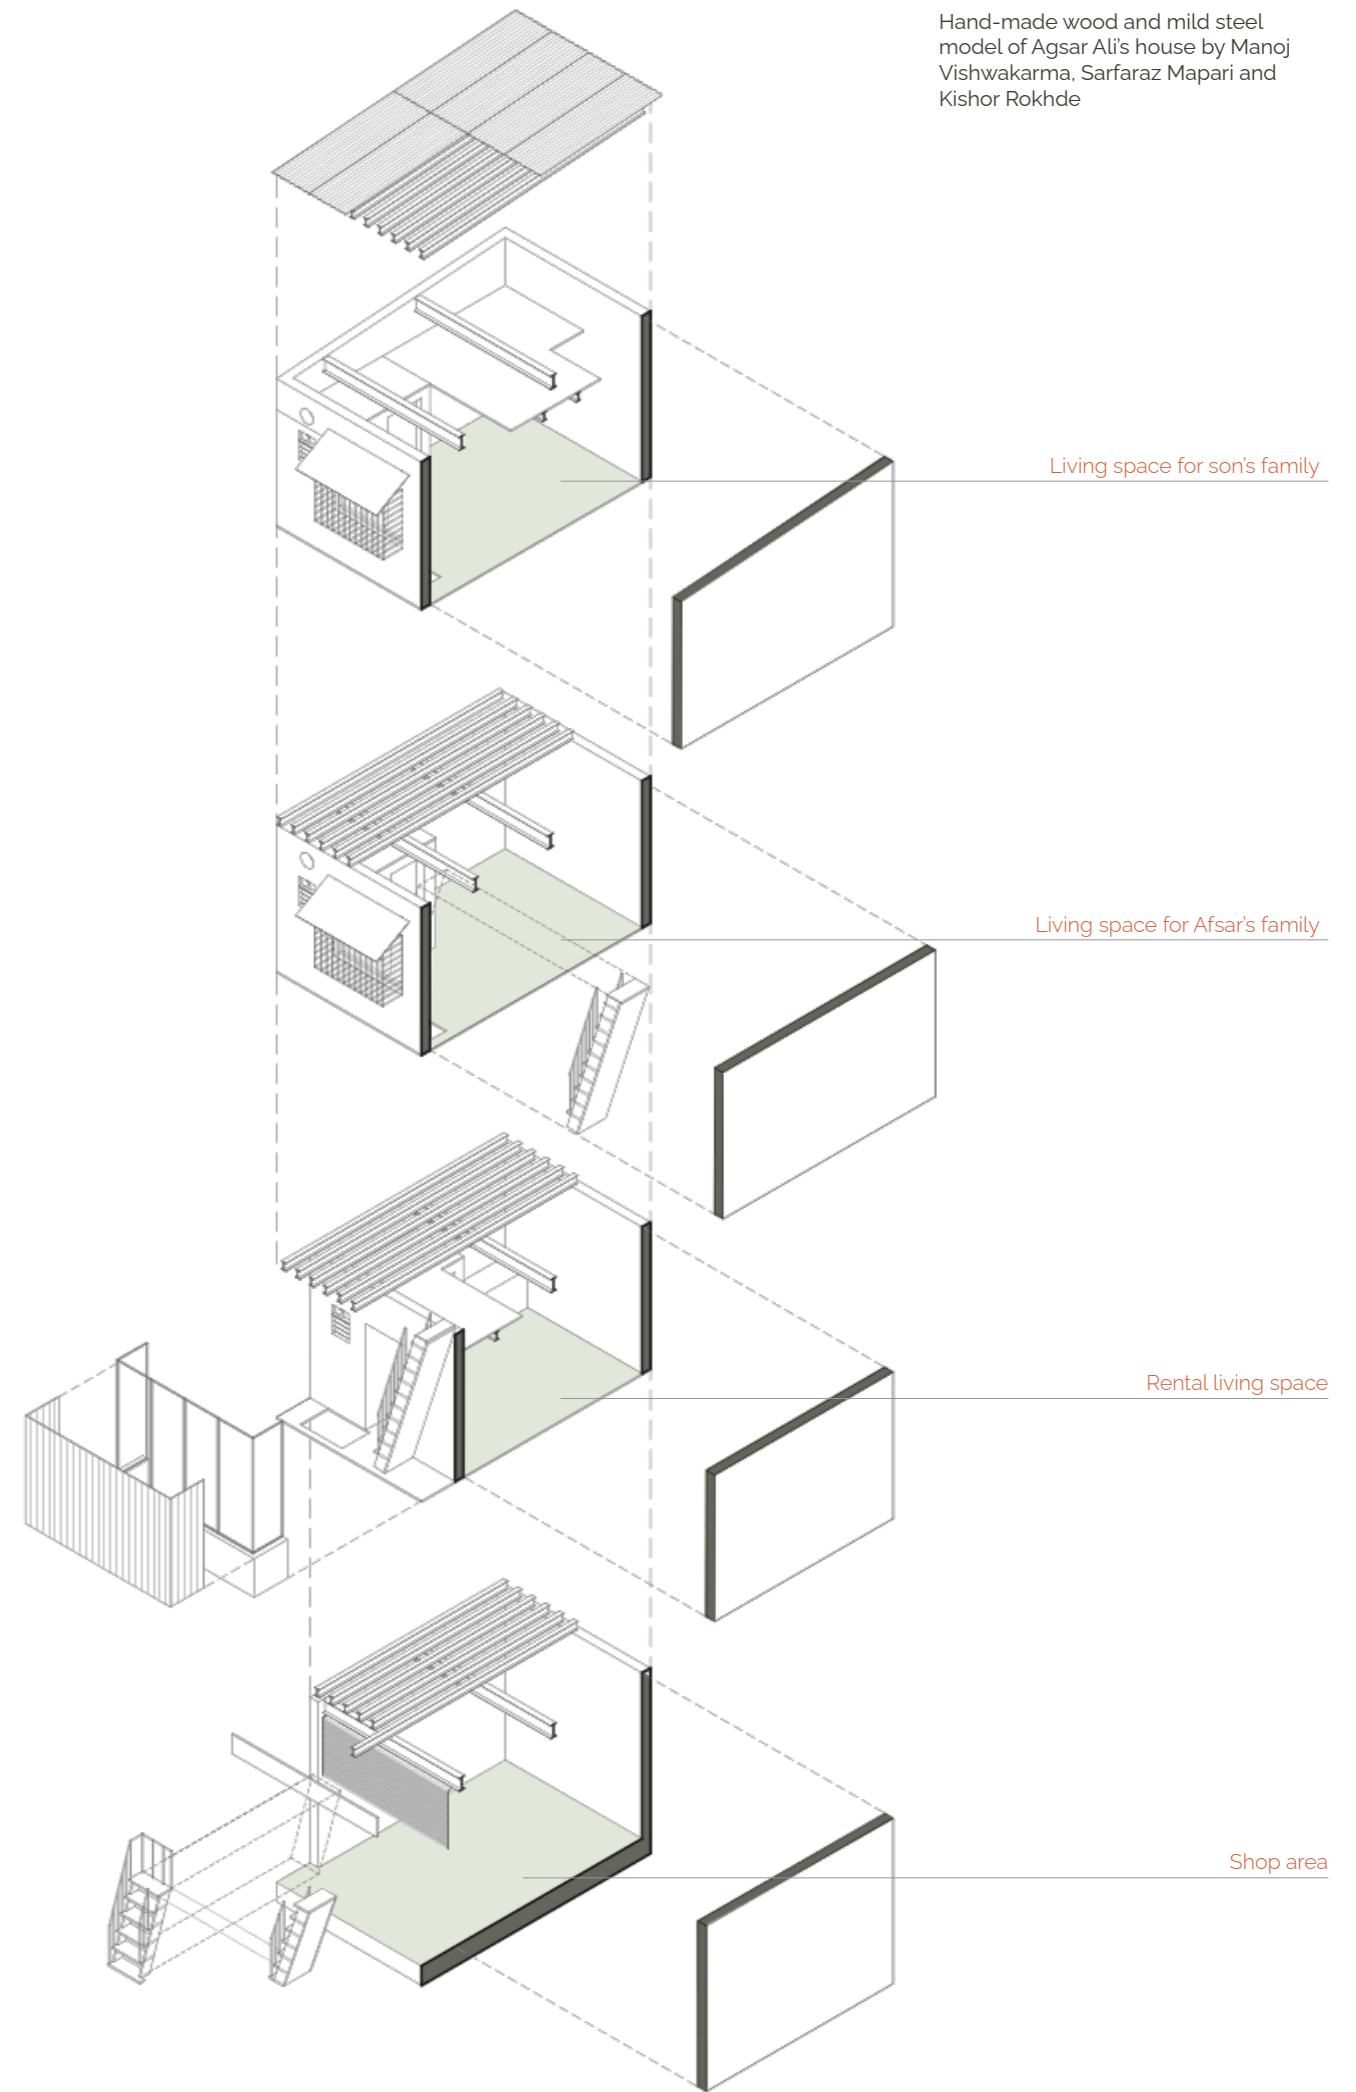 Hand-made wood and mild steel
model of Agsar Ali's house by Manoj
Vishwakarma, Sarfaraz Mapari and
Kishor Rokhde
Living space for son's family
Living space for Afsar's family
Rental living space
Shop area